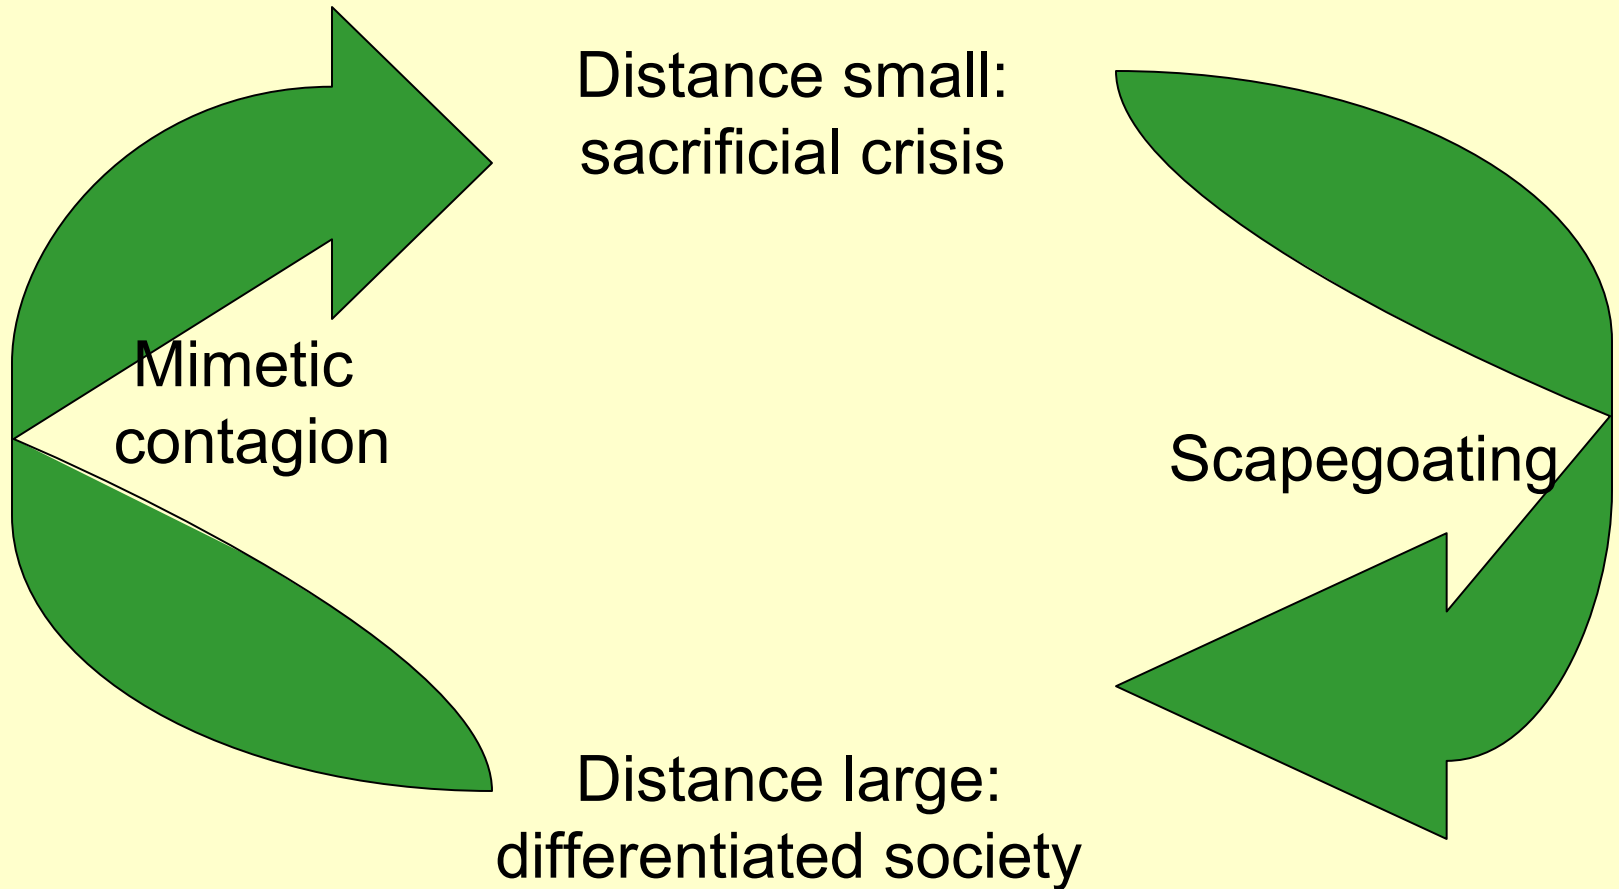 Distance small:
sacrificial crisis
Mimetic
contagion
Scapegoating
Distance large:
differentiated society